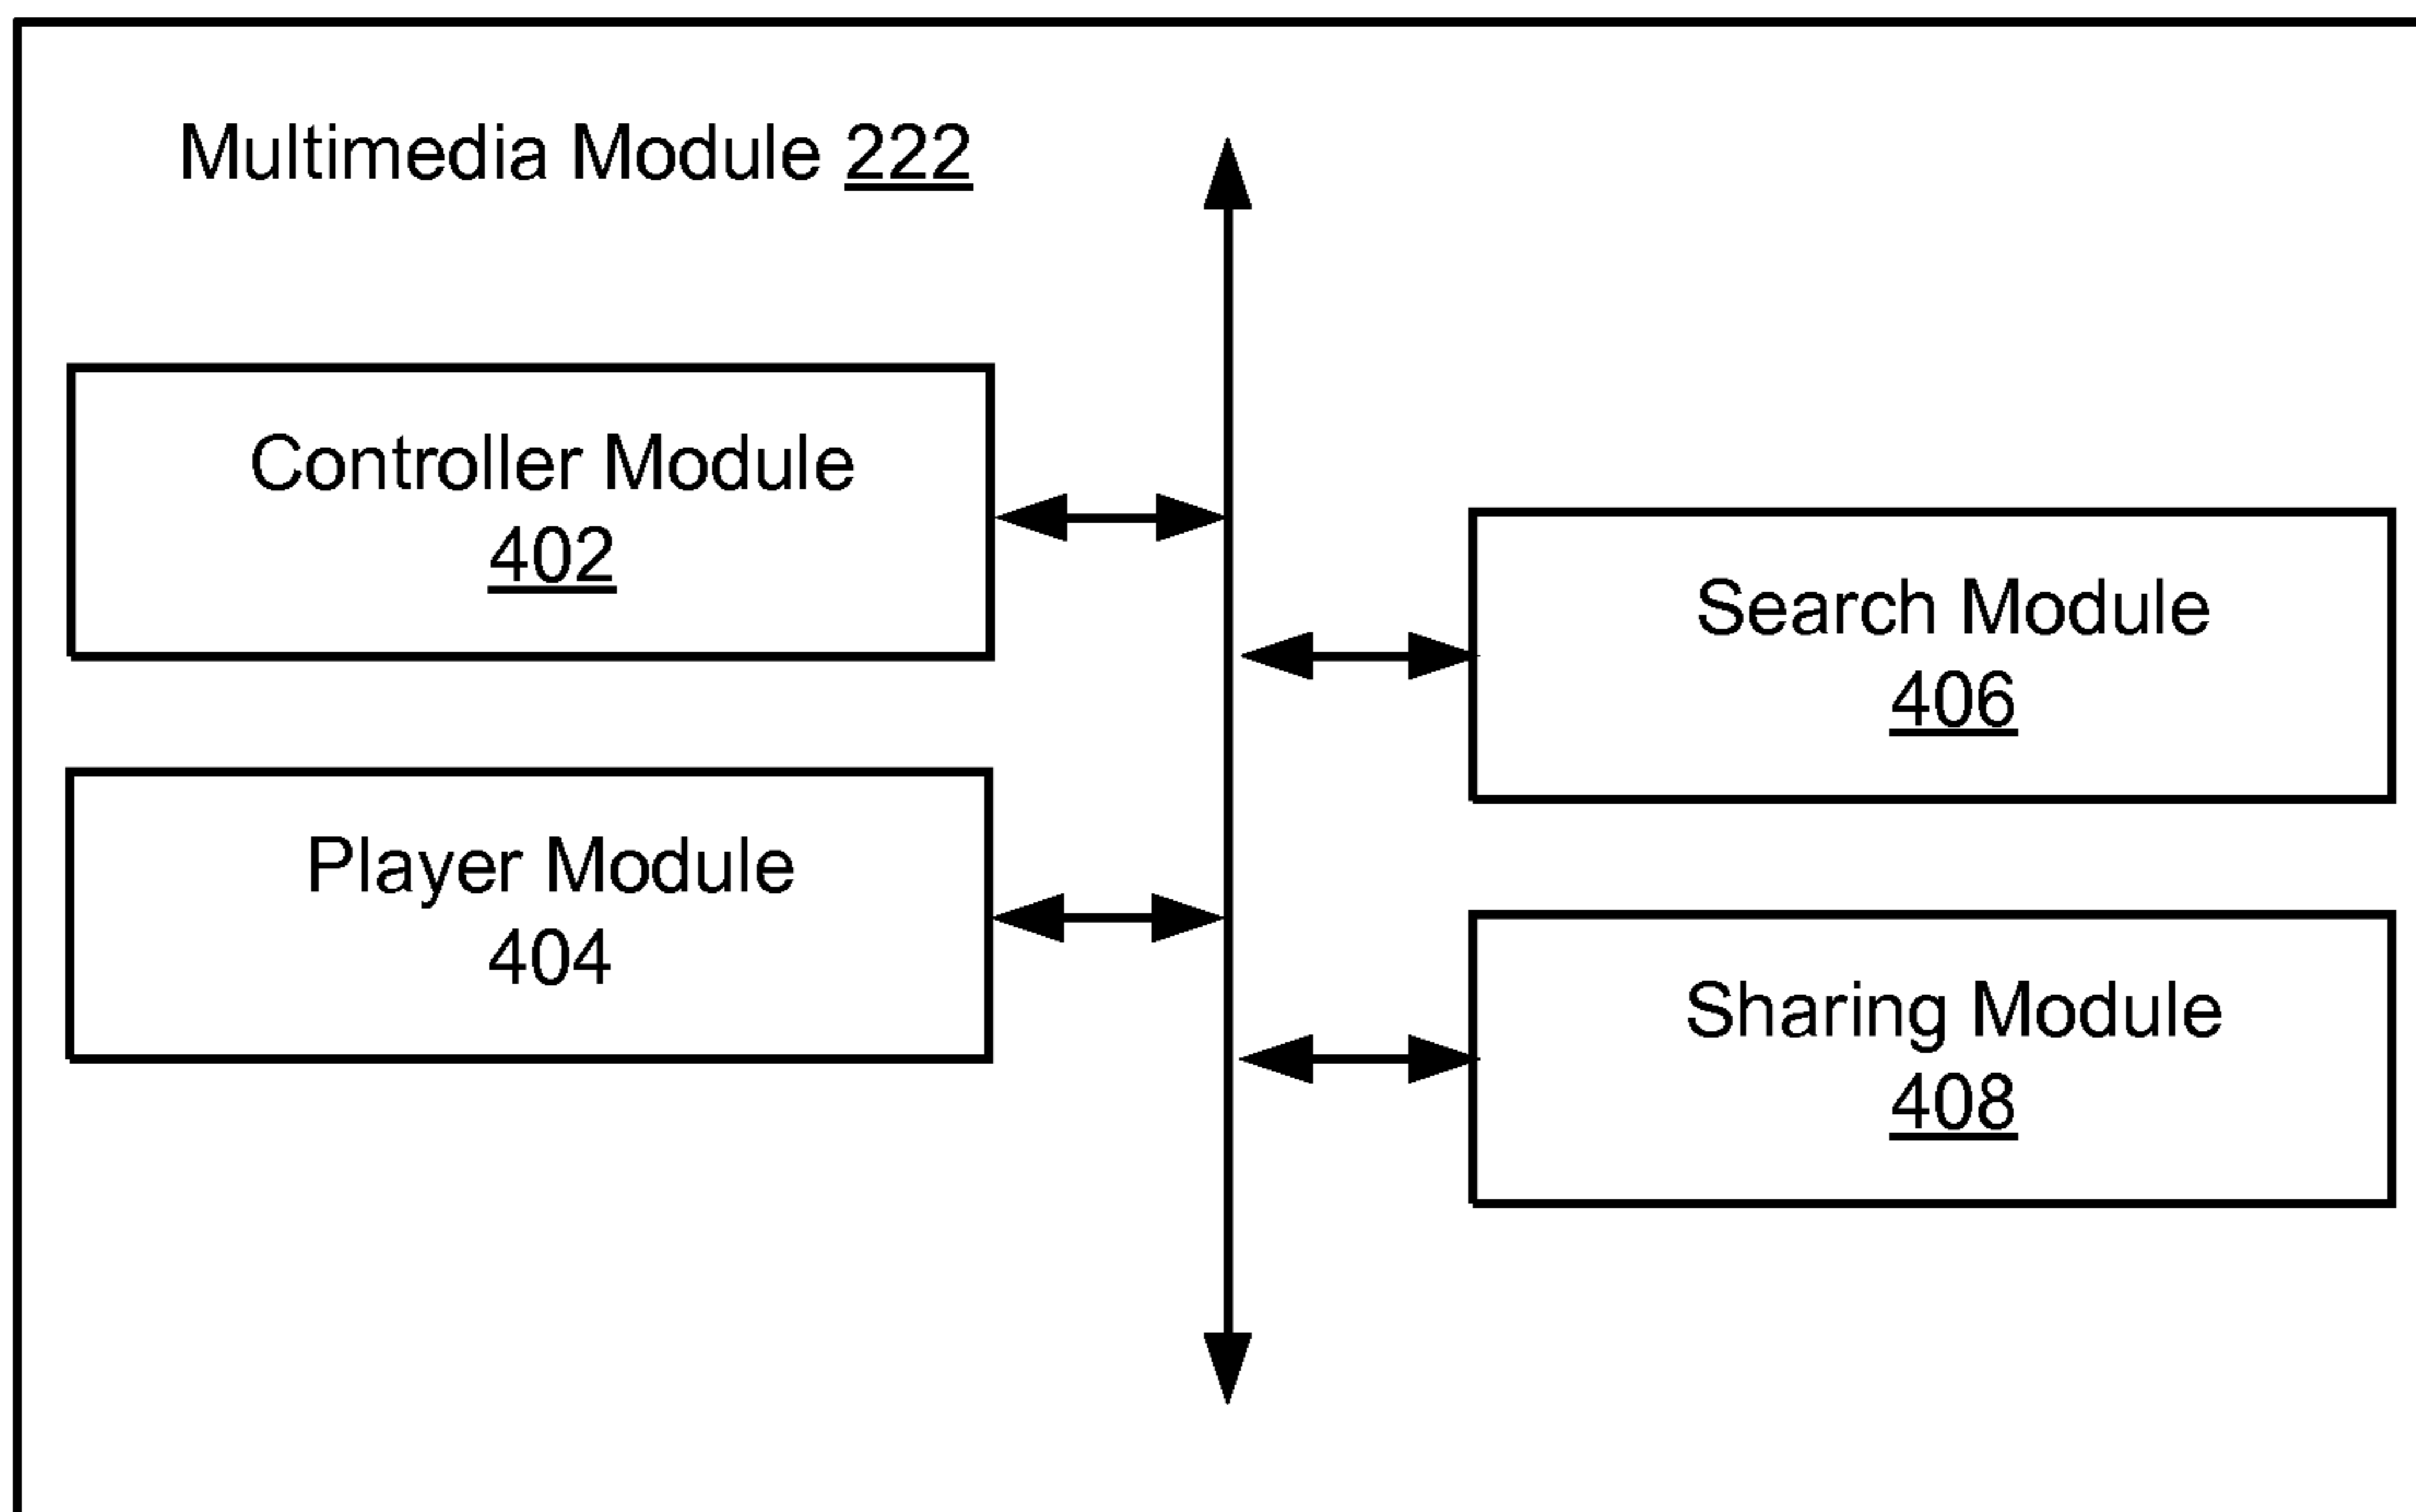 Multimedia Module 222
Controller Module
402
Search Module
406
Player Module
404
Sharing Module
408